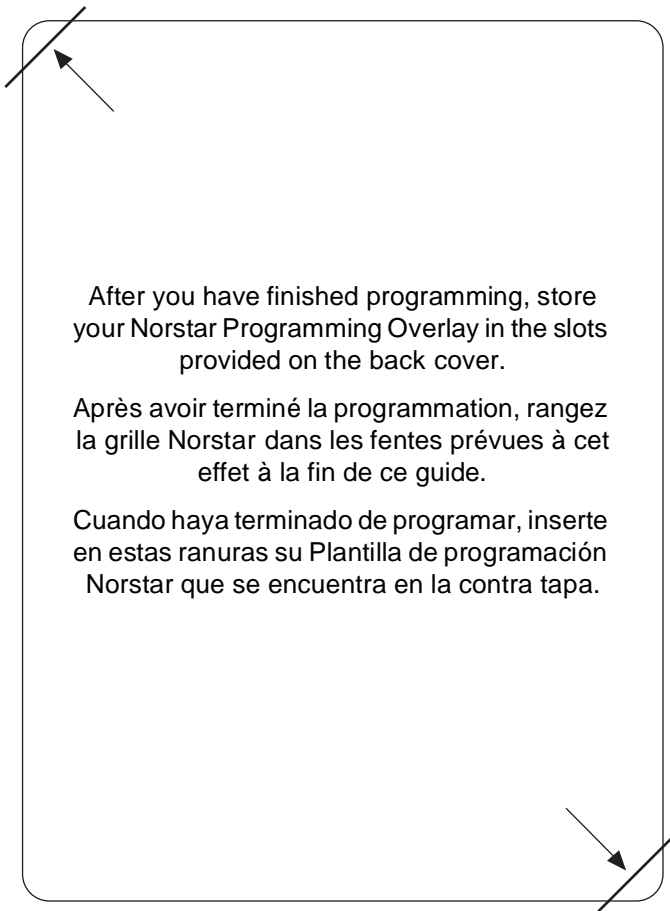 After you have finished programming, store
your Norstar Programming Overlay in the slots
provided on the back cover.
Après avoir terminé la programmation, rangez
la grille Norstar dans les fentes prévues à cet
effet à la fin de ce guide.
Cuando haya terminado de programar, inserte
en estas ranuras su Plantilla de programación
Norstar que se encuentra en la contra tapa.